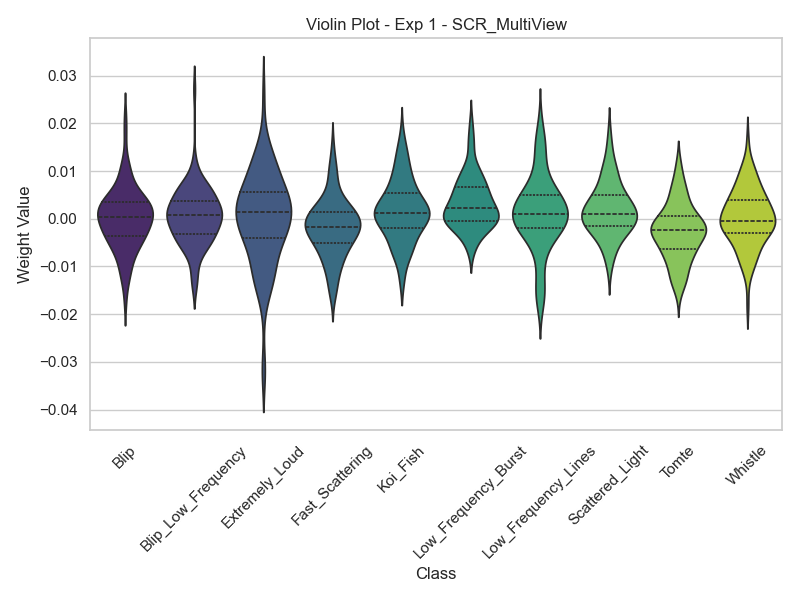 Violin Plot - Exp 1 - SCR_MultiView
Weight Value
0.03
0.02
0.01
0.00
−0.01
−0.02
−0.03
−0.04
Blip
Blip_Low_Frequency
Extremely_Loud
Fast_Scattering
Koi_Fish
Low_Frequency_Burst
Low_Frequency_Lines
Scattered_Light
Tomte
Whistle
Class